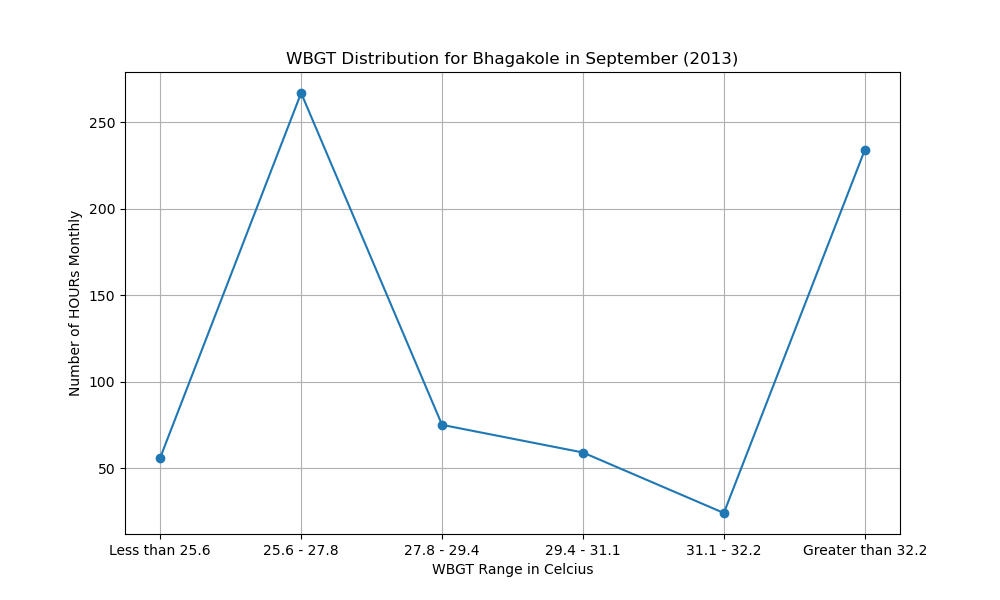 WBGT Distribution for Bhagakole in September (2013)
Number of HOURs Monthly
250
200
150
100
50
Less than 25.6
25.6 - 27.8
27.8 - 29.4
29.4 - 31.1
31.1 - 32.2
Greater than 32.2
WBGT Range in Celcius